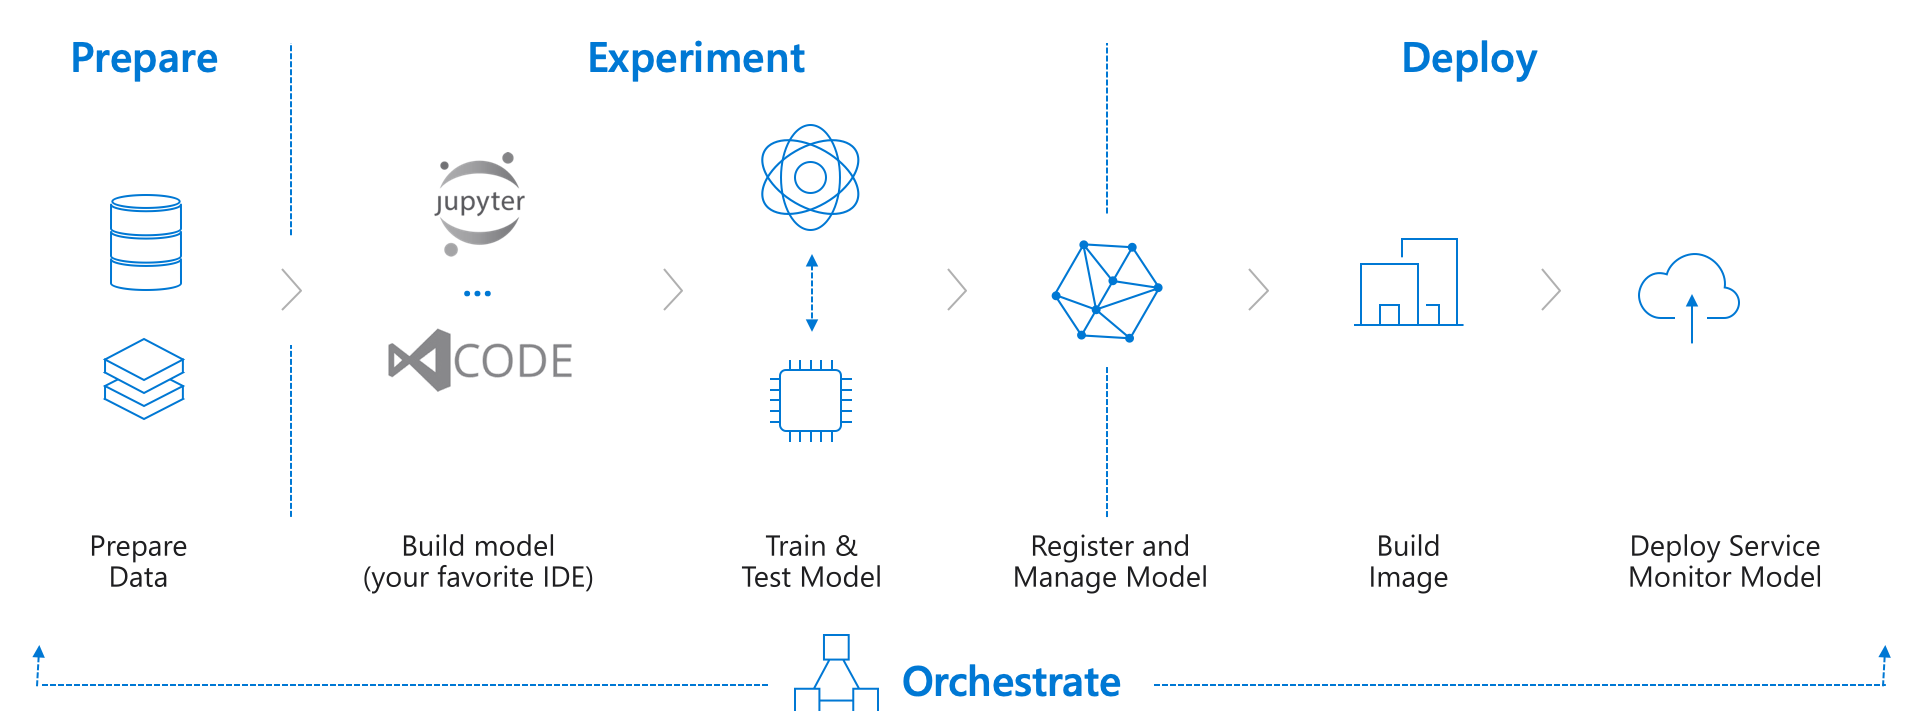 Prepare
Experiment
Deploy
jupyter
CODE
Prepare
Data
Build model
(your favorite IDE)
Train &
Test Model
Register and
Manage Model
Build
Image
Deploy Service
Monitor Model
Orchestrate